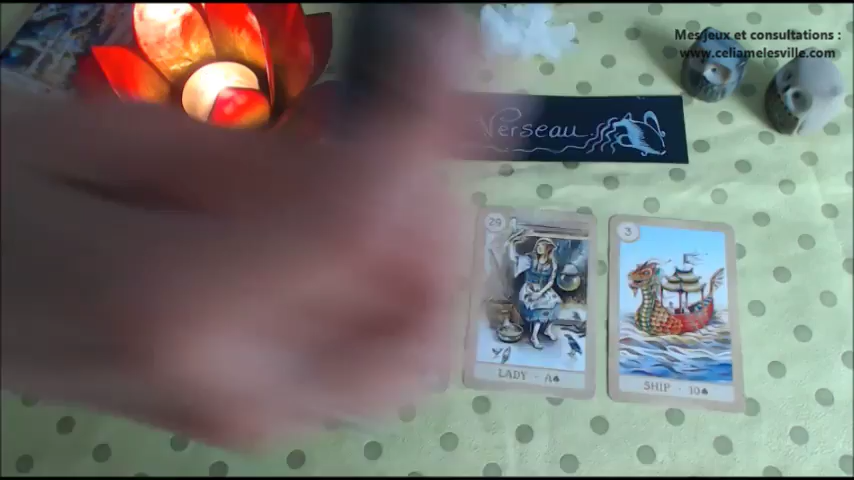 Mes jeux et consultations :
www.celiamelesville.com
Verseau
29
LADY - A♠
3
SHIP - 10♠